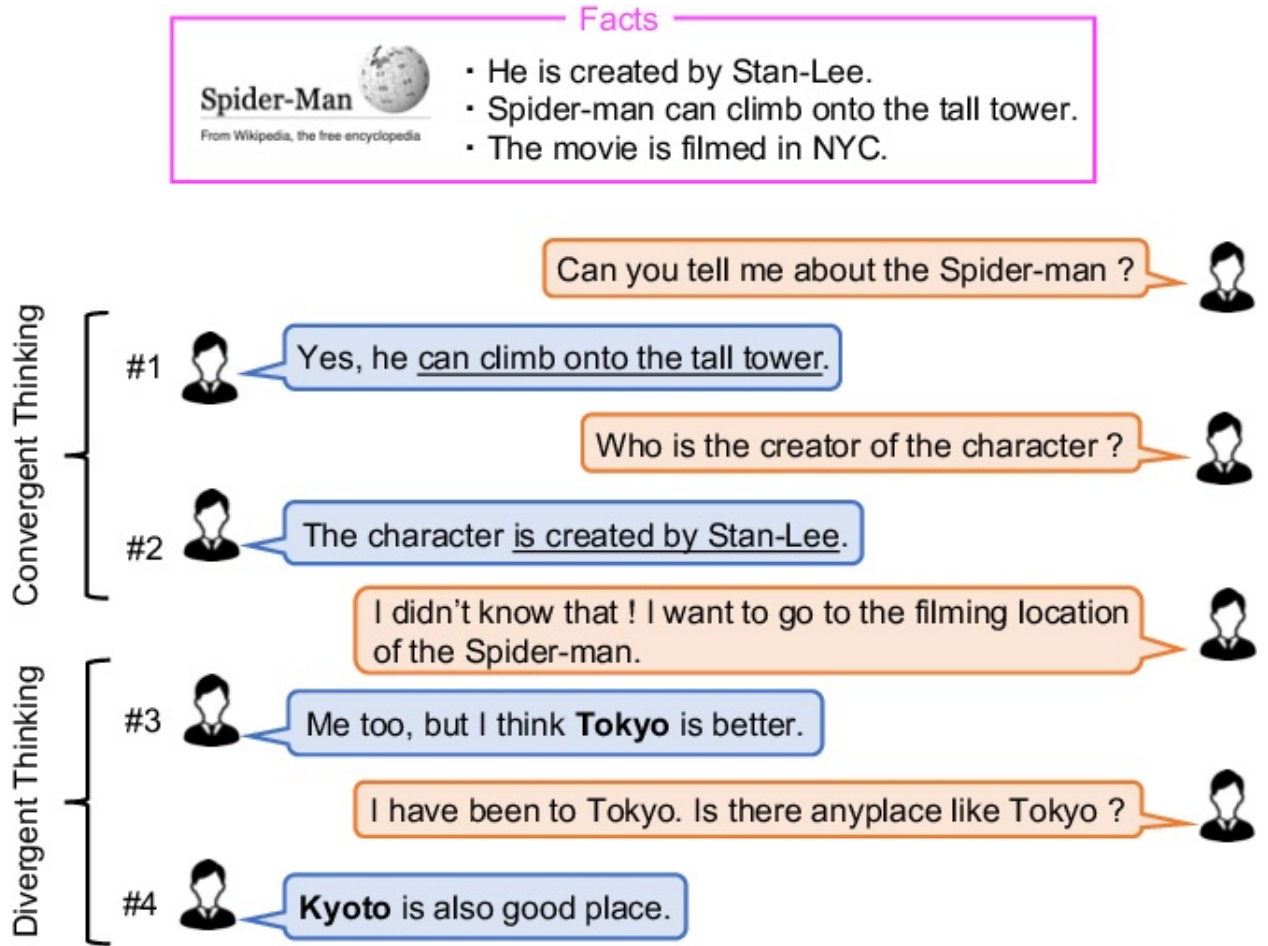 Facts
Spider-Man
From Wikipedia, the free encyclopedia
· He is created by Stan-Lee.
· Spider-man can climb onto the tall tower.
· The movie is filmed in NYC.
Can you tell me about the Spider-man ?
Convergent Thinking
#1
Yes, he can climb onto the tall tower.
Who is the creator of the character ?
#2
The character is created by Stan-Lee.
I didn't know that ! I want to go to the filming location
of the Spider-man.
Divergent Thinking
#3
Me too, but I think Tokyo is better.
I have been to Tokyo. Is there anyplace like Tokyo ?
#4
Kyoto is also good place.